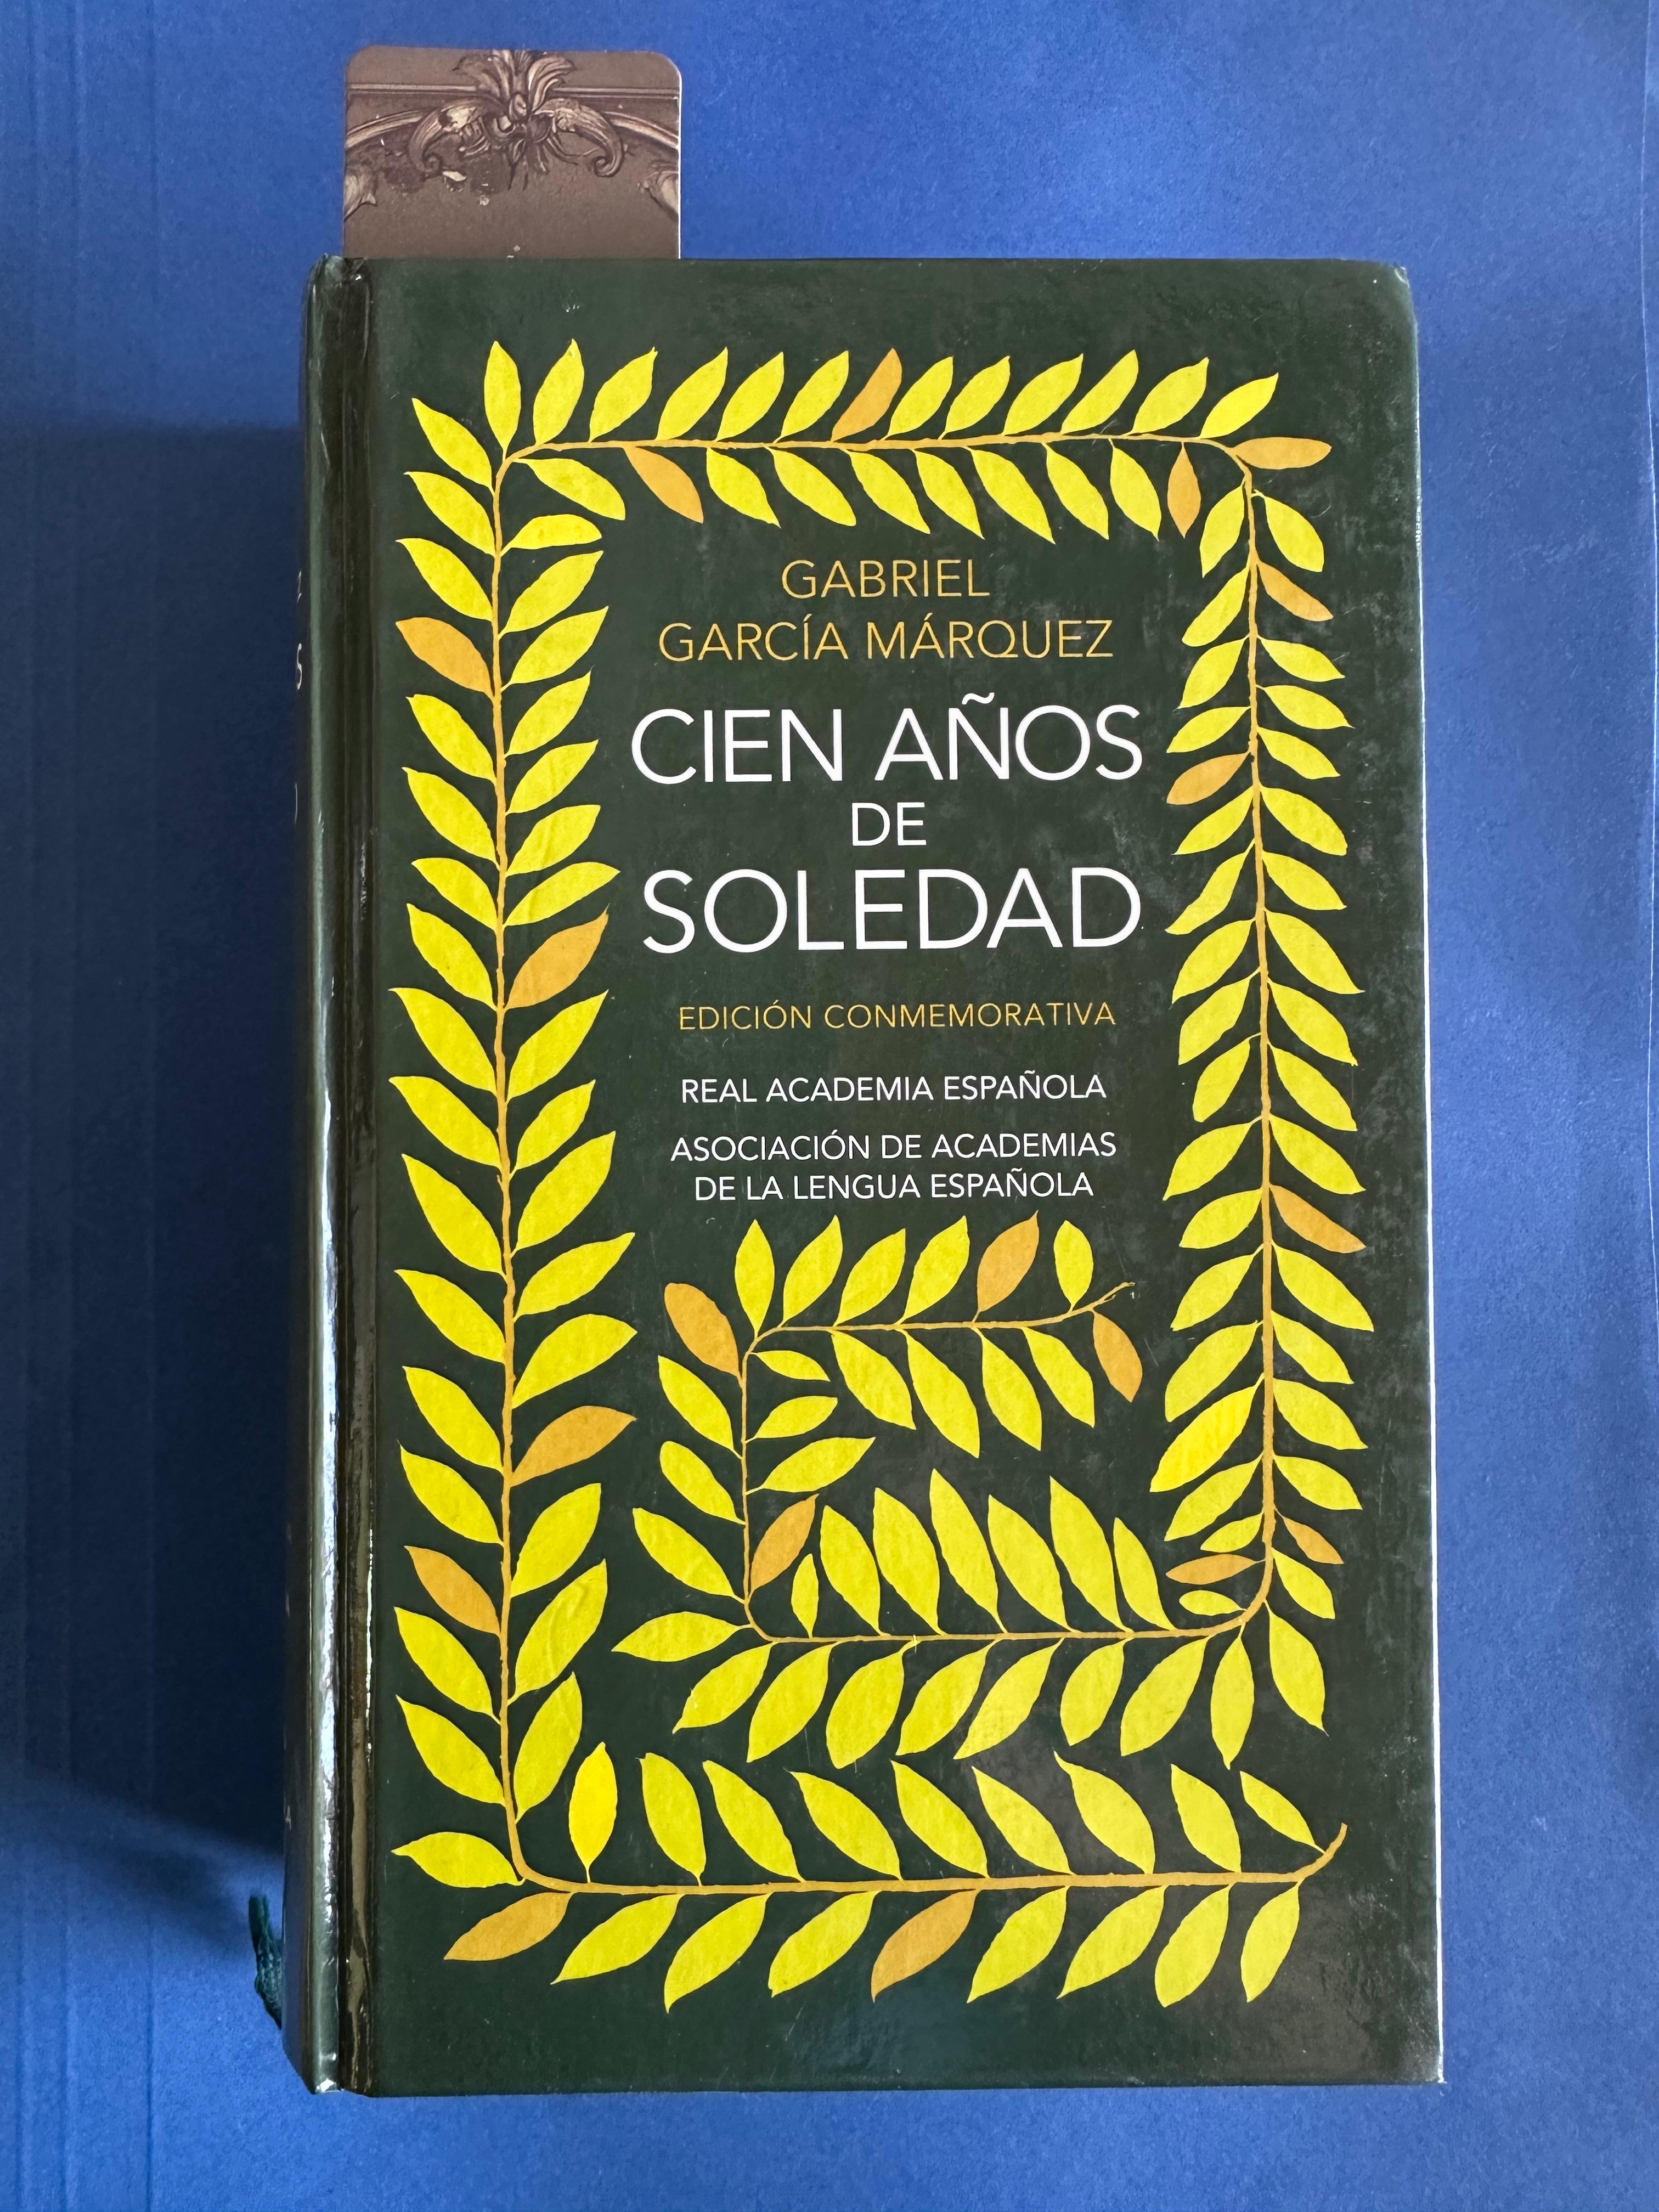 GABRIEL
GARCÍA MÁRQUEZ
CIEN AÑOS
DE
SOLEDAD
EDICIÓN CONMEMORATIVA
REAL ACADEMIA ESPAÑOLA
ASOCIACIÓN DE ACADEMIAS
DE LA LENGUA ESPAÑOLA